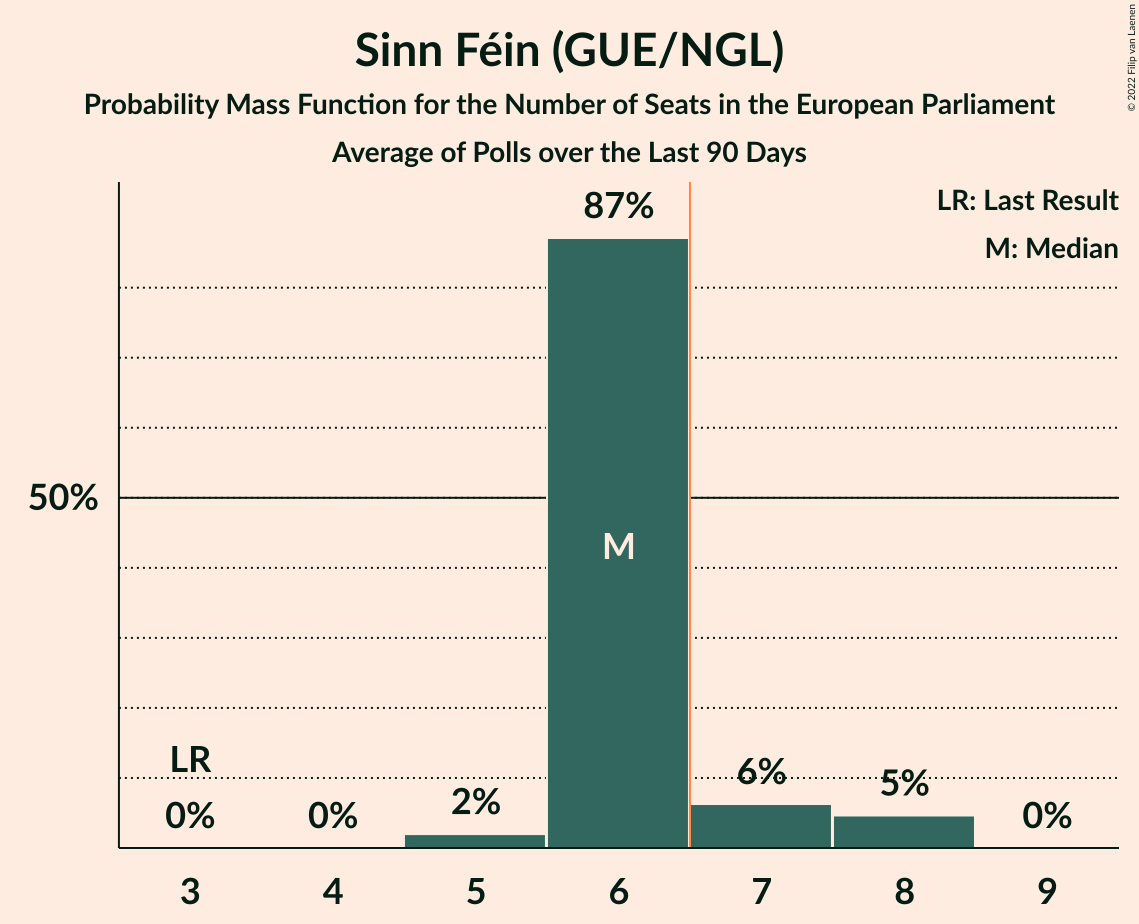 Sinn Féin (GUE/NGL)
Probability Mass Function for the Number of Seats in the European Parliament
Average of Polls over the Last 90 Days
© 2022 Filip van Laenen
LR: Last Result
M: Median
87%
50%
M
LR
0%
0%
2%
6%
5%
0%
3 4 5 6 7 8 9